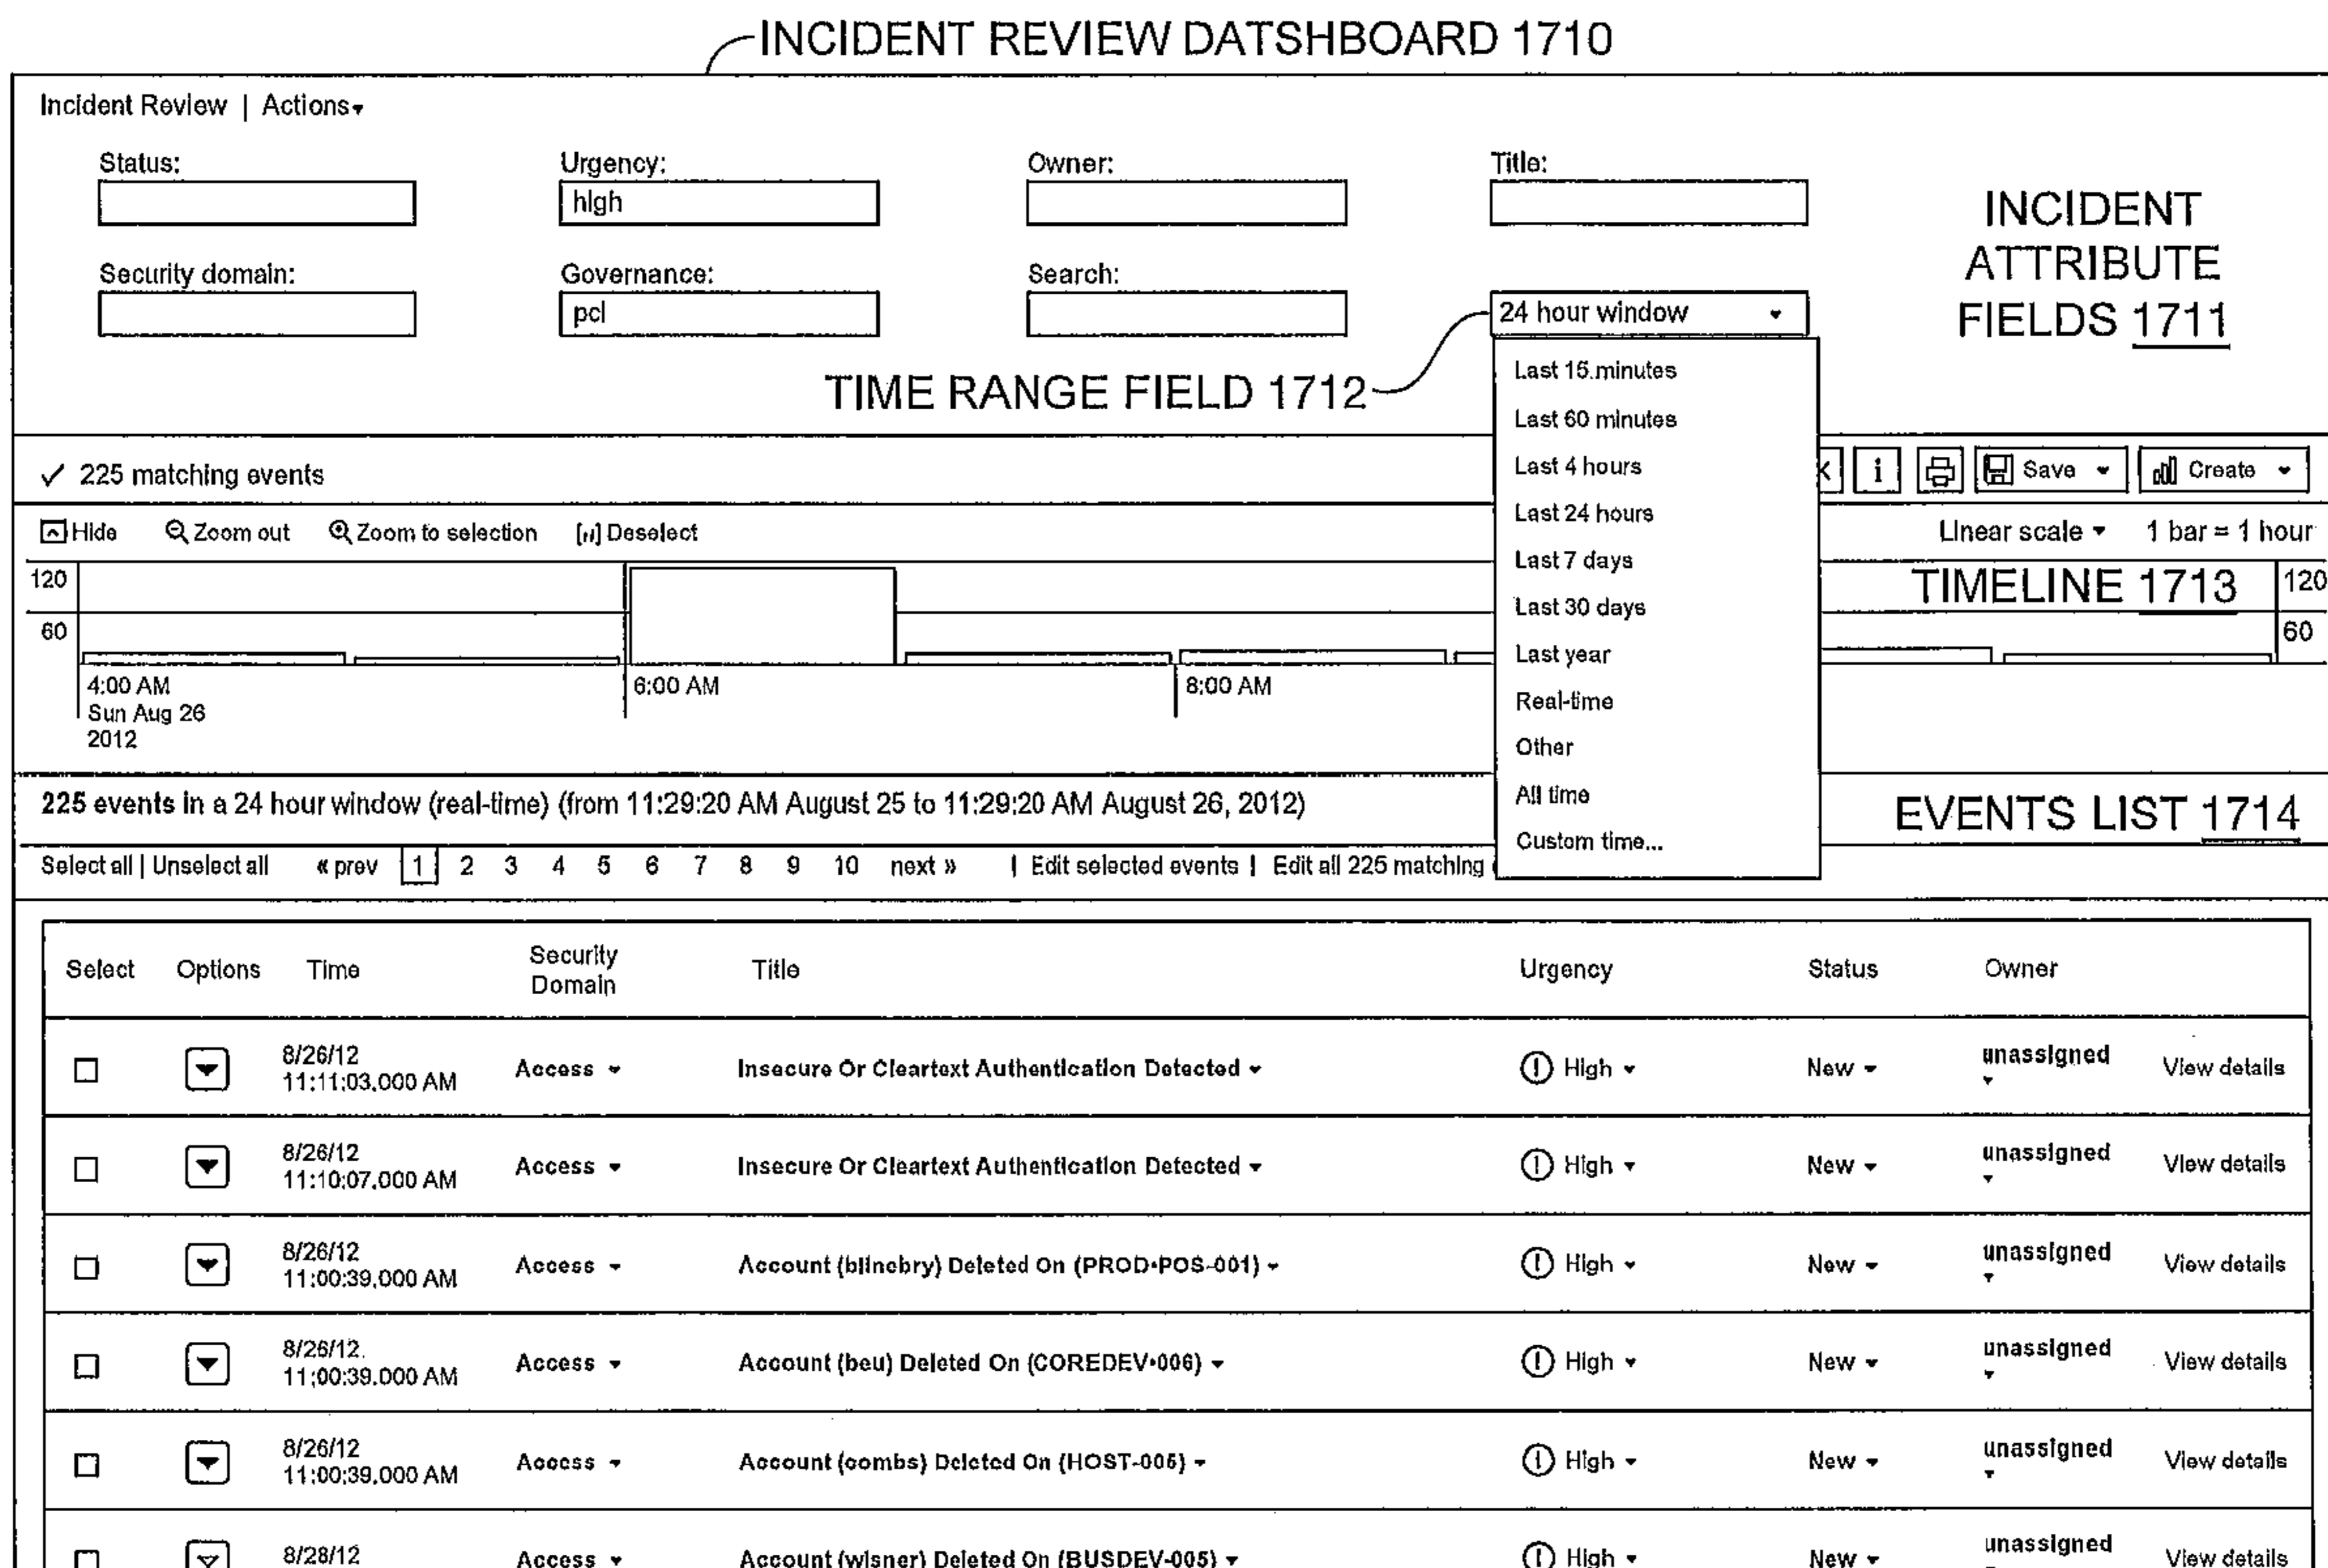 INCIDENT REVIEW DATSHBOARD 1710
Incident Review | Actions
Status:
Urgency:
Owner:
Title:
high
INCIDENT
ATTRIBUTE
FIELDS 1711
Security domain:
Governance:
Search:
pci
24 hour window
TIME RANGE FIELD 1712
Last 15 minutes
Last 60 minutes
Last 4 hours
Last 24 hours
Last 7 days
Last 30 days
Last year
Real-time
Other
All time
Custom time...
225 matching events
i
Save
Create
Hide
Zoom out
Zoom to selection
Deselect
Linear scale
1 bar = 1 hour
TIMELINE 1713
120
60
120
60
4:00 AM
Sun Aug 26
2012
6:00 AM
8:00 AM
225 events in a 24 hour window (real-time) (from 11:29:20 AM August 25 to 11:29:20 AM August 26, 2012)
EVENTS LIST 1714
Select all | Unselect all « prev 1 2 3 4 5 6 7 8 9 10 next » | Edit selected events | Edit all 225 matching
Select Options Time Security Domain Title Urgency Status Owner
8/26/12
11:11:03.000 AM Access Insecure Or Cleartext Authentication Detected High New unassigned View details
8/26/12
11:10:07.000 AM Access Insecure Or Cleartext Authentication Detected High New unassigned View details
8/26/12
11:00:39.000 AM Access Account (blinebry) Deleted On (PROD-POS-001) High New unassigned View details
8/26/12
11:00:39.000 AM Access Account (beu) Deleted On (COREDEV-006) High New unassigned View details
8/26/12
11:00:39.000 AM Access Account (combs) Deleted On (HOST-005) High New unassigned View details
8/28/12
Access Account (wisner) Deleted On (BUSDEV-005) High New unassigned View details